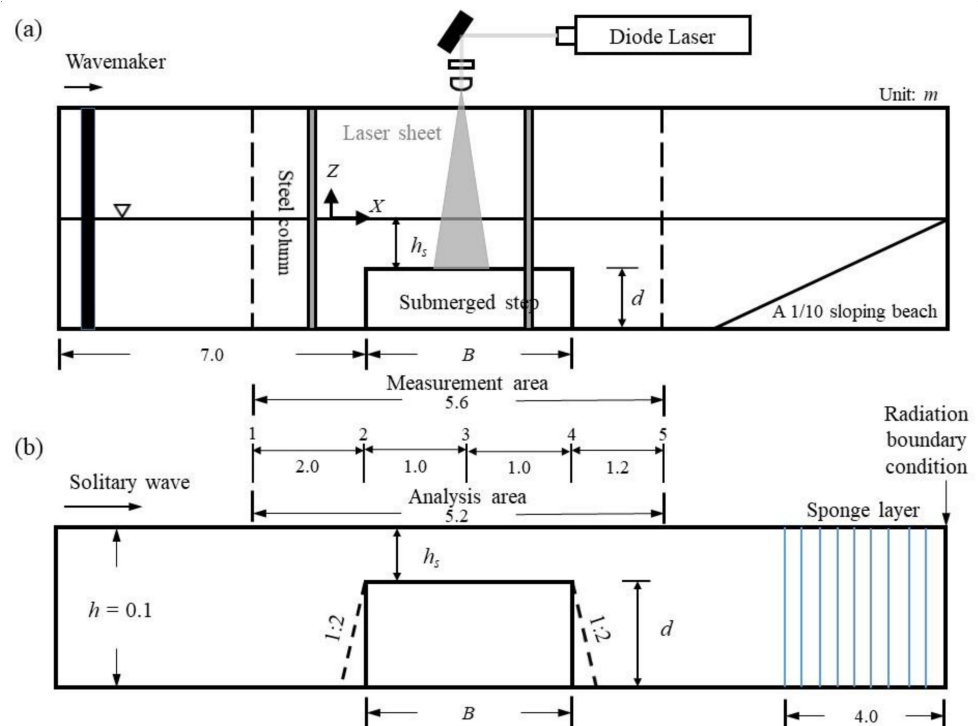 (a)
Diode Laser
Wavemaker
Unit: m
Laser sheet
Z
X
Steel column
h_s
Submerged step
d
A 1/10 sloping beach
7.0
B
Measurement area
5.6
Radiation
boundary
condition
(b)
1 2 3 4 5
2.0 1.0 1.0 1.2
Solitary wave
Analysis area
5.2
Sponge layer
h_s
h = 0.1
1:2
1:2
d
B
4.0